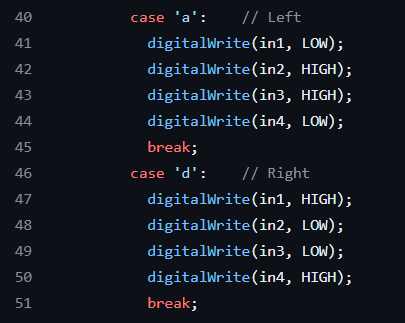 40 case 'a': // Left
41 digitalWrite(in1, LOW);
42 digitalWrite(in2, HIGH);
43 digitalWrite(in3, HIGH);
44 digitalWrite(in4, LOW);
45 break;
46 case 'd': // Right
47 digitalWrite(in1, HIGH);
48 digitalWrite(in2, LOW);
49 digitalWrite(in3, LOW);
50 digitalWrite(in4, HIGH);
51 break;